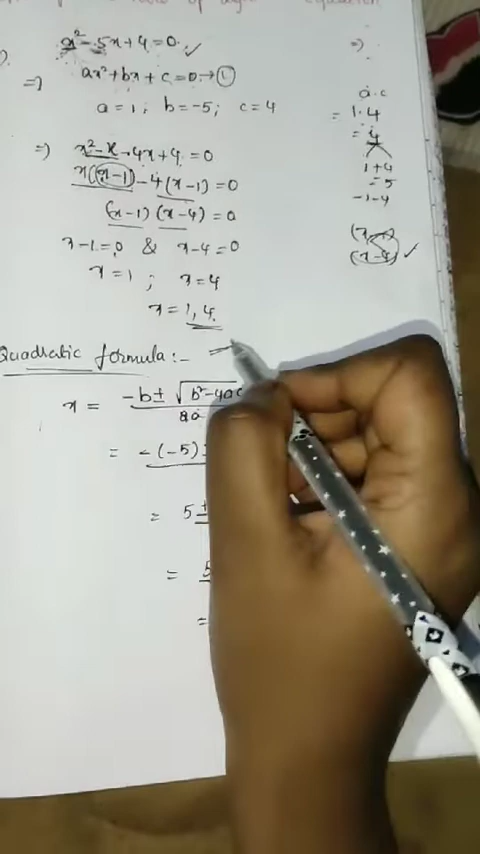 equation
x² - 5x + 4 = 0.
=> ax² + bx + c = 0 → ①
a = 1 ; b = -5 ; c = 4
=> x² - x - 4x + 4 = 0
x(x-1) - 4(x-1) = 0
(x-1) (x-4) = 0
x-1 = 0 & x-4 = 0
x = 1 ; x = 4
x = 1, 4.
=>
a.c
= 1.4
= 4
1+4
= 5
-1-4
(x-4)
Quadratic formula:-
x = -b ± √b²-4ac
= -(-5)
= 5 ±
= 5
=